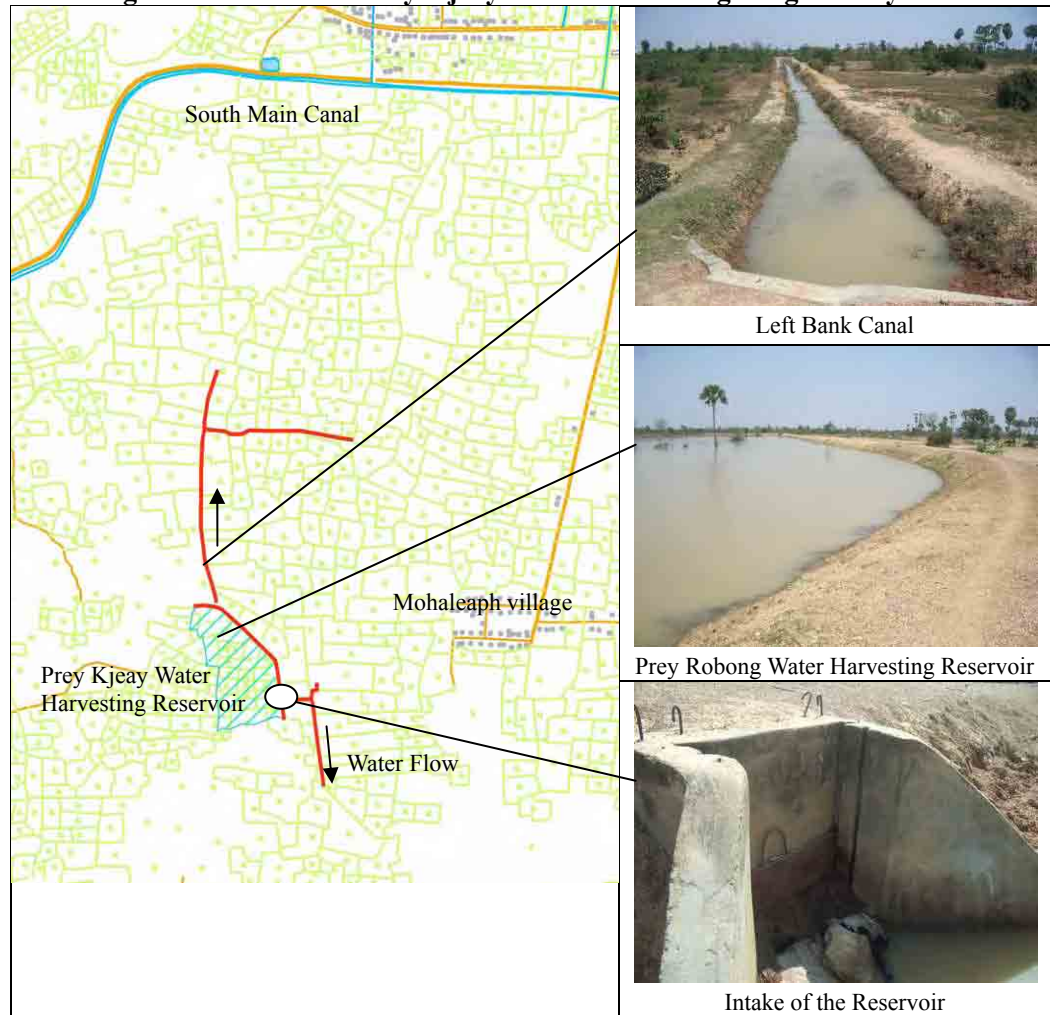 South Main Canal
Left Bank Canal
Mohaleaph village
Prey Kjeay Water
Harvesting Reservoir
Prey Robong Water Harvesting Reservoir
Water Flow
Intake of the Reservoir